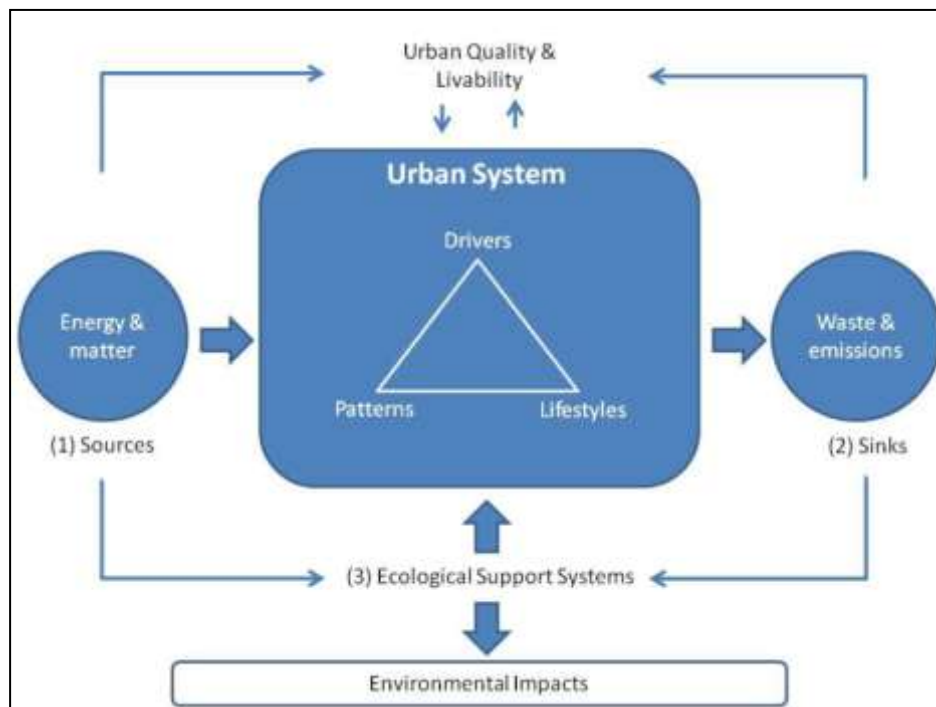 Urban Quality &
Livability
Urban System
Drivers
Energy &
matter
Waste &
emissions
Patterns
Lifestyles
(1) Sources
(2) Sinks
(3) Ecological Support Systems
Environmental Impacts